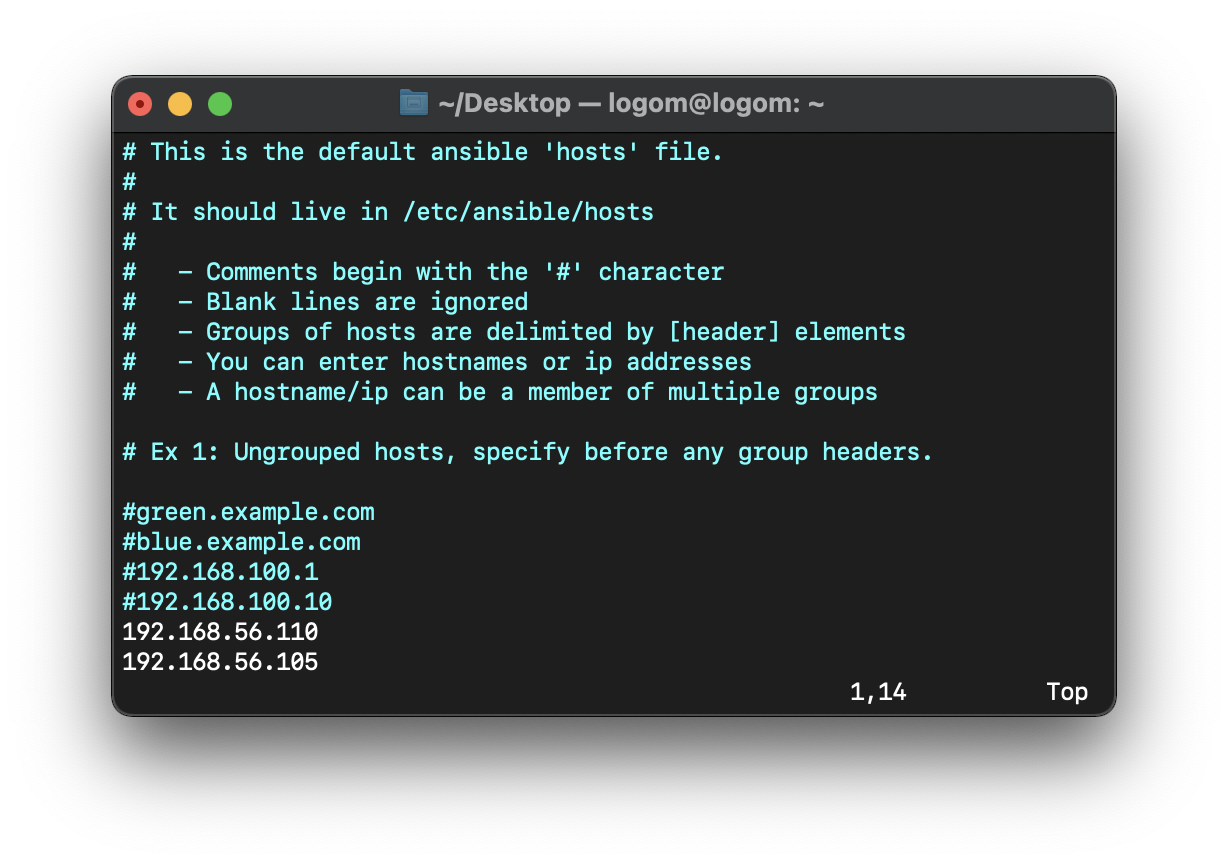 ~/Desktop — logom@logom: ~
# This is the default ansible 'hosts' file.
#
# It should live in /etc/ansible/hosts
#
#   - Comments begin with the '#' character
#   - Blank lines are ignored
#   - Groups of hosts are delimited by [header] elements
#   - You can enter hostnames or ip addresses
#   - A hostname/ip can be a member of multiple groups
# Ex 1: Ungrouped hosts, specify before any group headers.
#green.example.com
#blue.example.com
#192.168.100.1
#192.168.100.10
192.168.56.110
192.168.56.105
1,14 Top